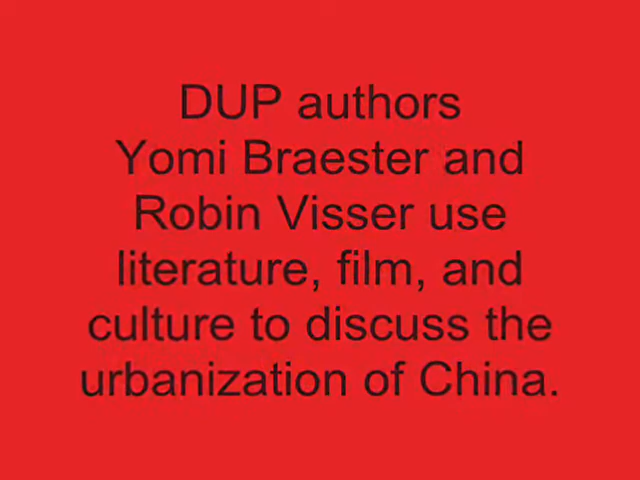 DUP authors
Yomi Braester and
Robin Visser use
literature, film, and
culture to discuss the
urbanization of China.